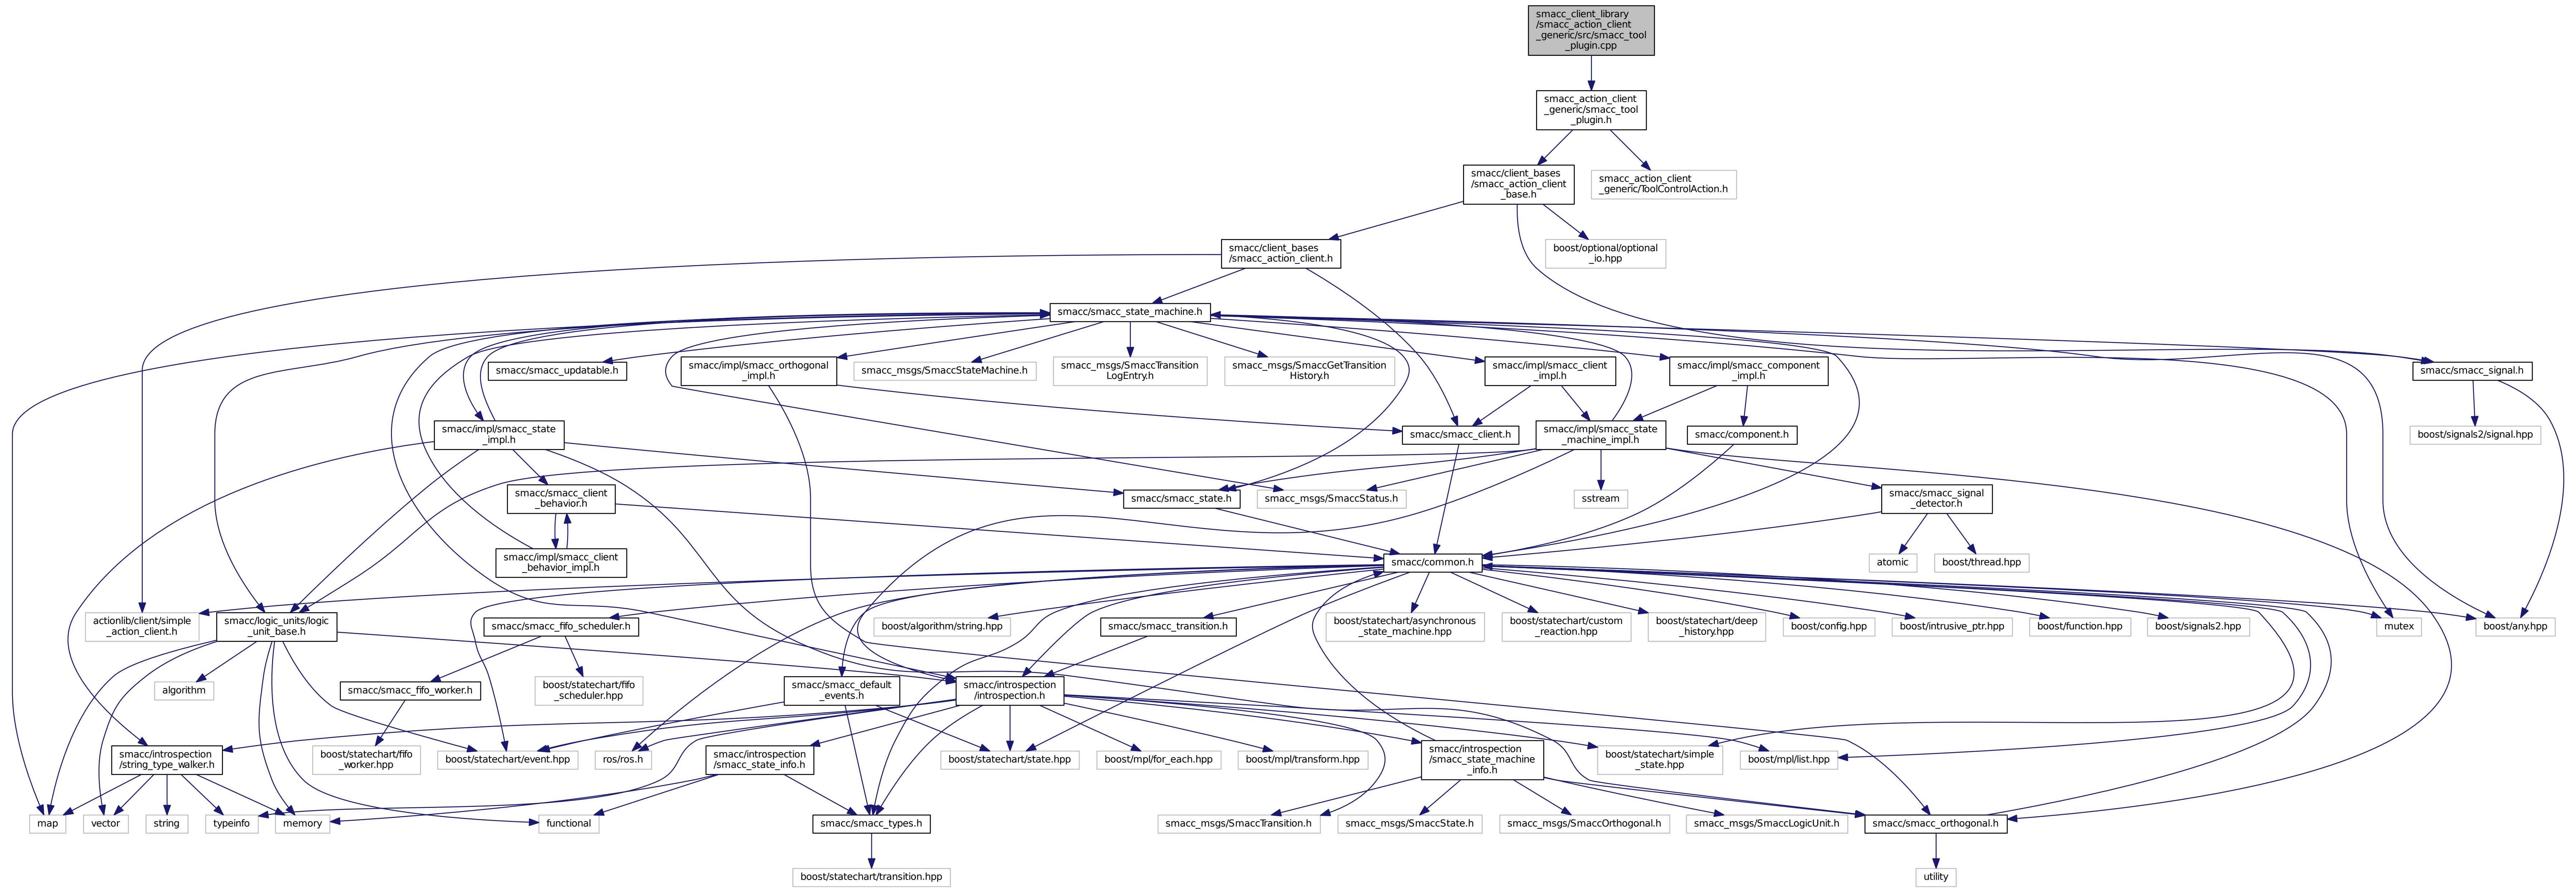 smacc_client_library
/smacc_action_client
_generic/src/smacc_tool
_plugin.cpp
smacc_action_client
_generic/smacc_tool
_plugin.h
smacc/client_bases
/smacc_action_client
_base.h
smacc_action_client
_generic/ToolControlAction.h
smacc/client_bases
/smacc_action_client.h
boost/optional/optional
_io.hpp
smacc/smacc_state_machine.h
smacc/smacc_updatable.h
smacc/impl/smacc_orthogonal
_impl.h
smacc_msgs/SmaccStateMachine.h
smacc_msgs/SmaccTransition
LogEntry.h
smacc_msgs/SmaccGetTransition
History.h
smacc/impl/smacc_client
_impl.h
smacc/impl/smacc_component
_impl.h
smacc/smacc_signal.h
smacc/impl/smacc_state
_impl.h
smacc/smacc_client.h
smacc/impl/smacc_state
_machine_impl.h
smacc/component.h
boost/signals2/signal.hpp
smacc/smacc_client
_behavior.h
smacc/smacc_state.h
smacc_msgs/SmaccStatus.h
sstream
smacc/smacc_signal
_detector.h
smacc/impl/smacc_client
_behavior_impl.h
smacc/common.h
atomic
boost/thread.hpp
actionlib/client/simple
_action_client.h
smacc/logic_units/logic
_unit_base.h
smacc/smacc_fifo_scheduler.h
boost/algorithm/string.hpp
smacc/smacc_transition.h
boost/statechart/asynchronous
_state_machine.hpp
boost/statechart/custom
_reaction.hpp
boost/statechart/deep
_history.hpp
boost/config.hpp
boost/intrusive_ptr.hpp
boost/function.hpp
boost/signals2.hpp
mutex
boost/any.hpp
algorithm
smacc/smacc_fifo_worker.h
boost/statechart/fifo
_scheduler.hpp
smacc/smacc_default
_events.h
smacc/introspection
/introspection.h
smacc/introspection
/string_type_walker.h
boost/statechart/fifo
_worker.hpp
boost/statechart/event.hpp
ros/ros.h
smacc/introspection
/smacc_state_info.h
boost/statechart/state.hpp
boost/mpl/for_each.hpp
boost/mpl/transform.hpp
smacc/introspection
/smacc_state_machine
_info.h
boost/statechart/simple
_state.hpp
boost/mpl/list.hpp
map
vector
string
typeinfo
memory
functional
smacc/smacc_types.h
smacc_msgs/SmaccTransition.h
smacc_msgs/SmaccState.h
smacc_msgs/SmaccOrthogonal.h
smacc_msgs/SmaccLogicUnit.h
smacc/smacc_orthogonal.h
boost/statechart/transition.hpp
utility